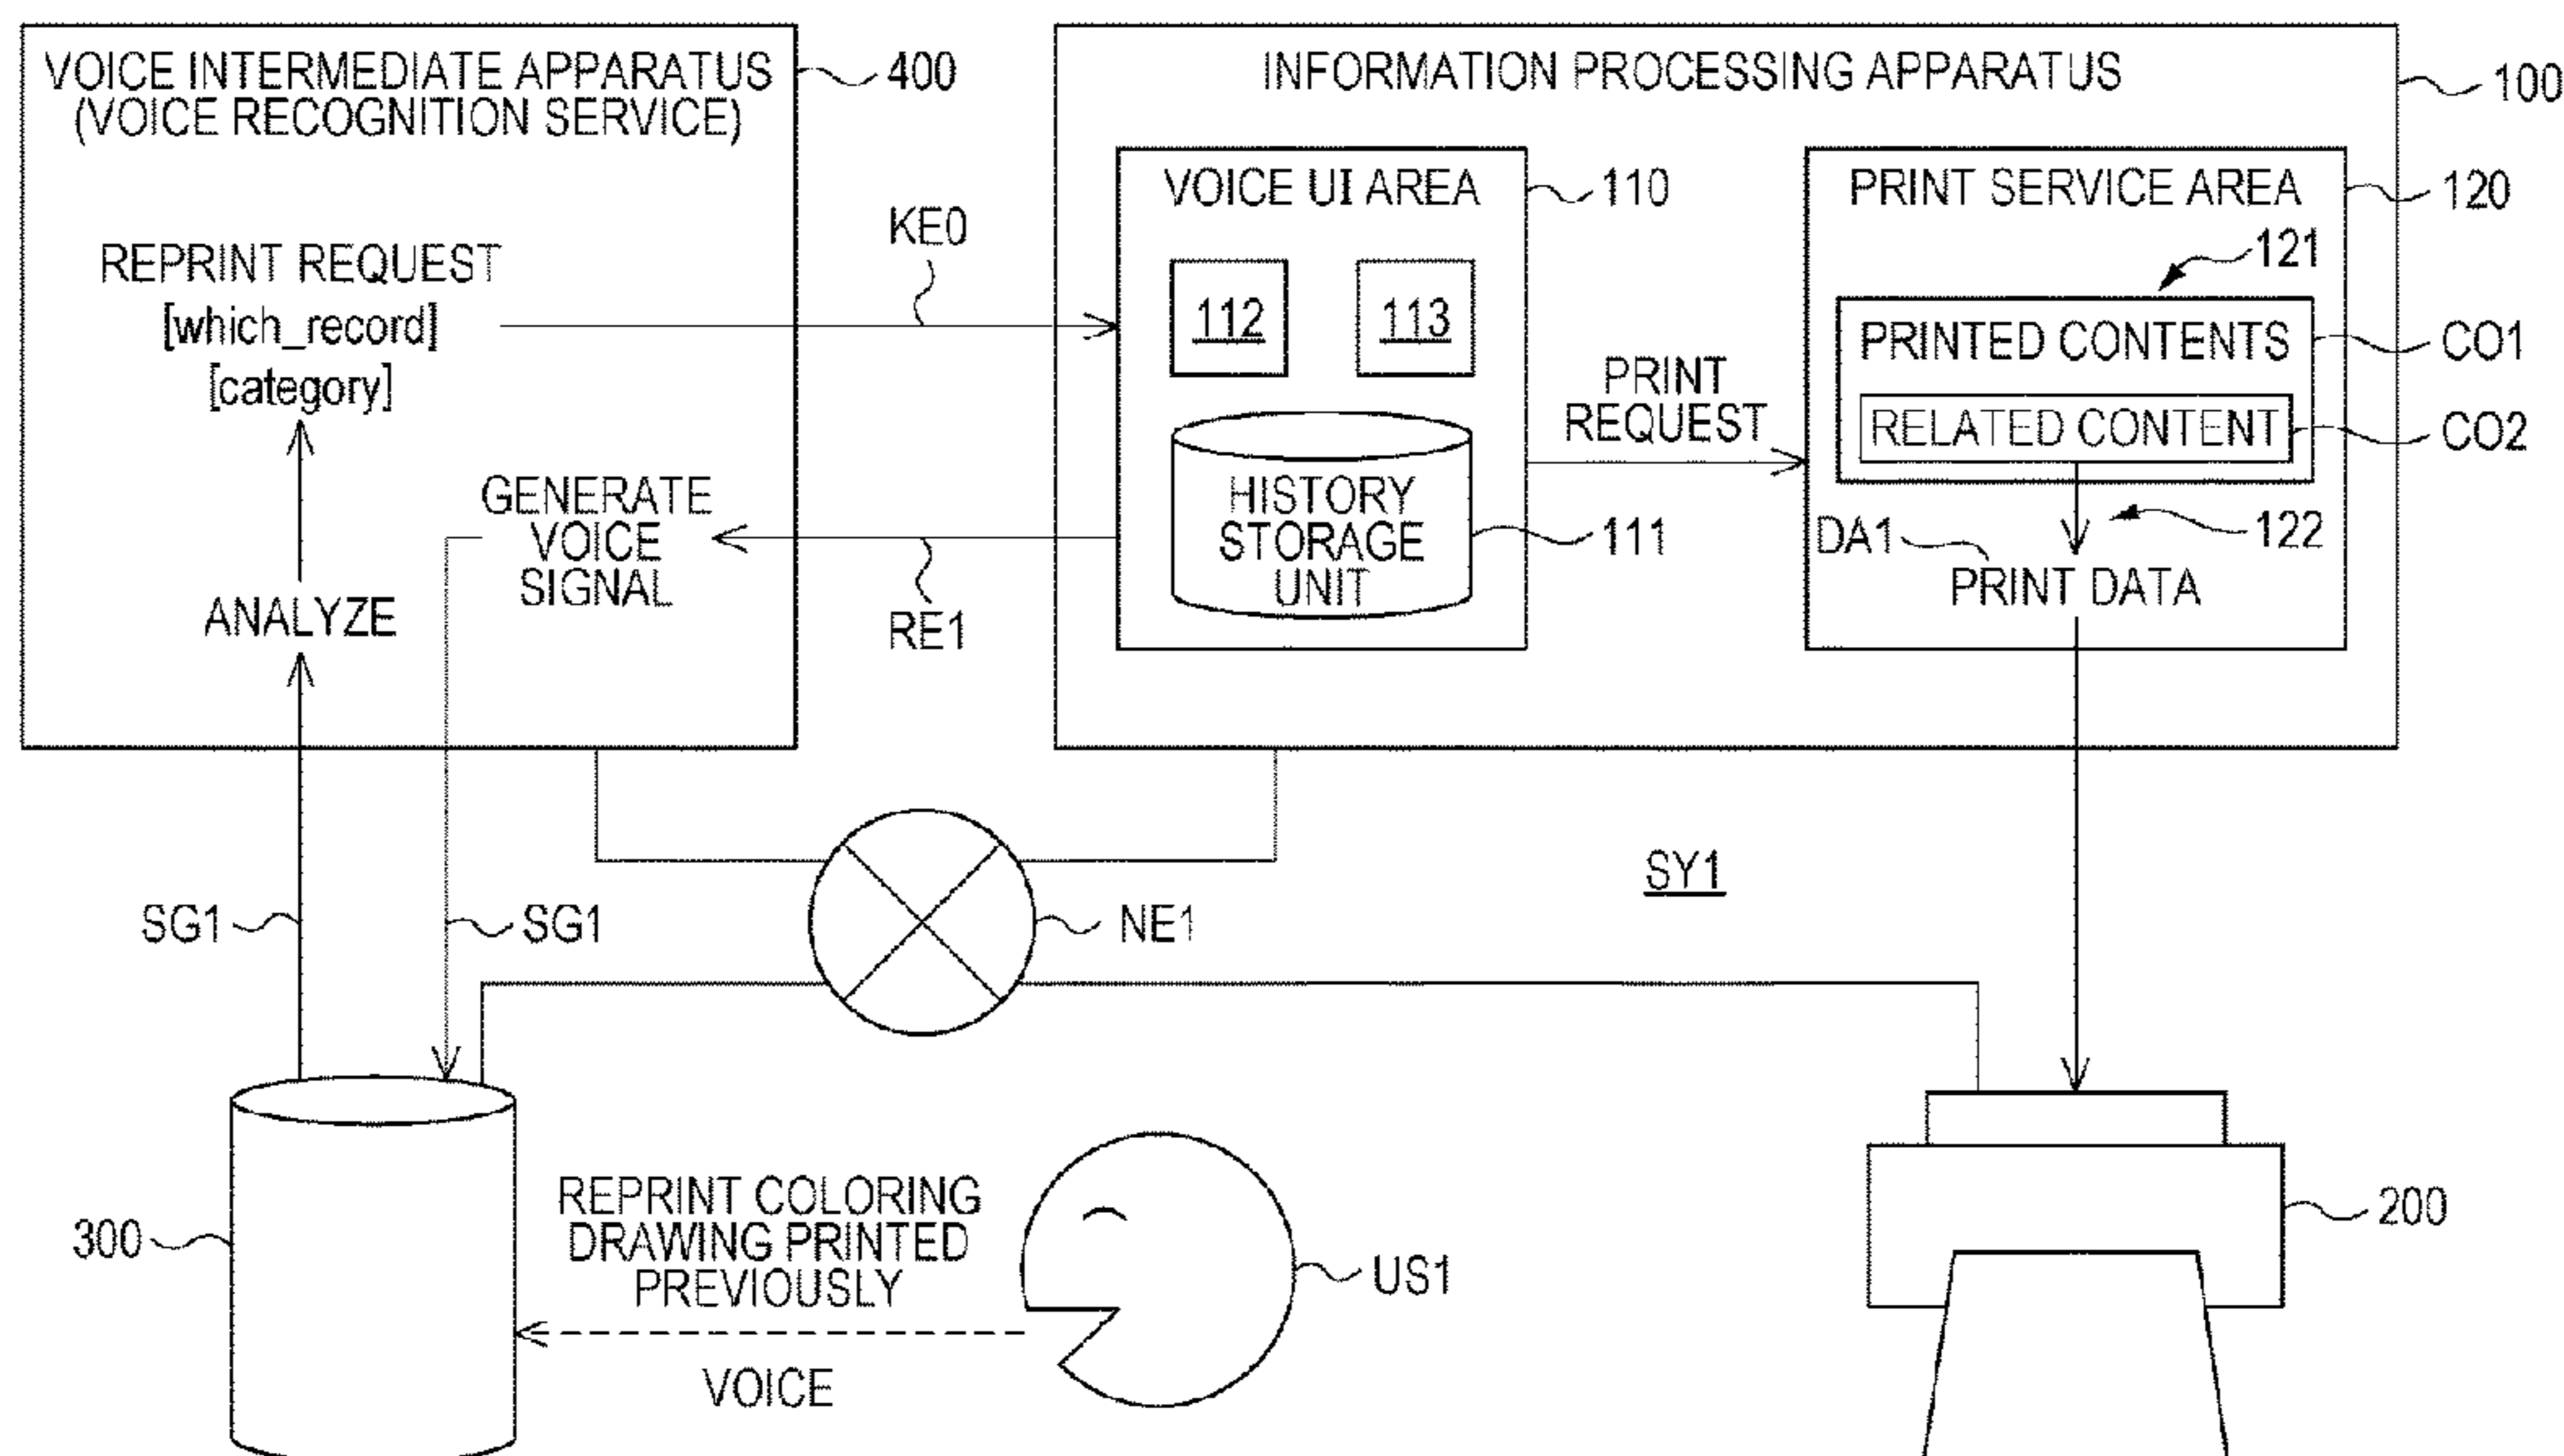 VOICE INTERMEDIATE APPARATUS
(VOICE RECOGNITION SERVICE)
400
REPRINT REQUEST
[which_record]
[category]
ANALYZE
GENERATE
VOICE
SIGNAL
KE0
RE1
INFORMATION PROCESSING APPARATUS
100
VOICE UI AREA
110
112
113
HISTORY
STORAGE
UNIT
111
PRINT
REQUEST
PRINT SERVICE AREA
120
121
PRINTED CONTENTS
CO1
RELATED CONTENT
CO2
122
DA1
PRINT DATA
SG1
SG1
NE1
SY1
300
REPRINT COLORING
DRAWING PRINTED
PREVIOUSLY
VOICE
US1
200